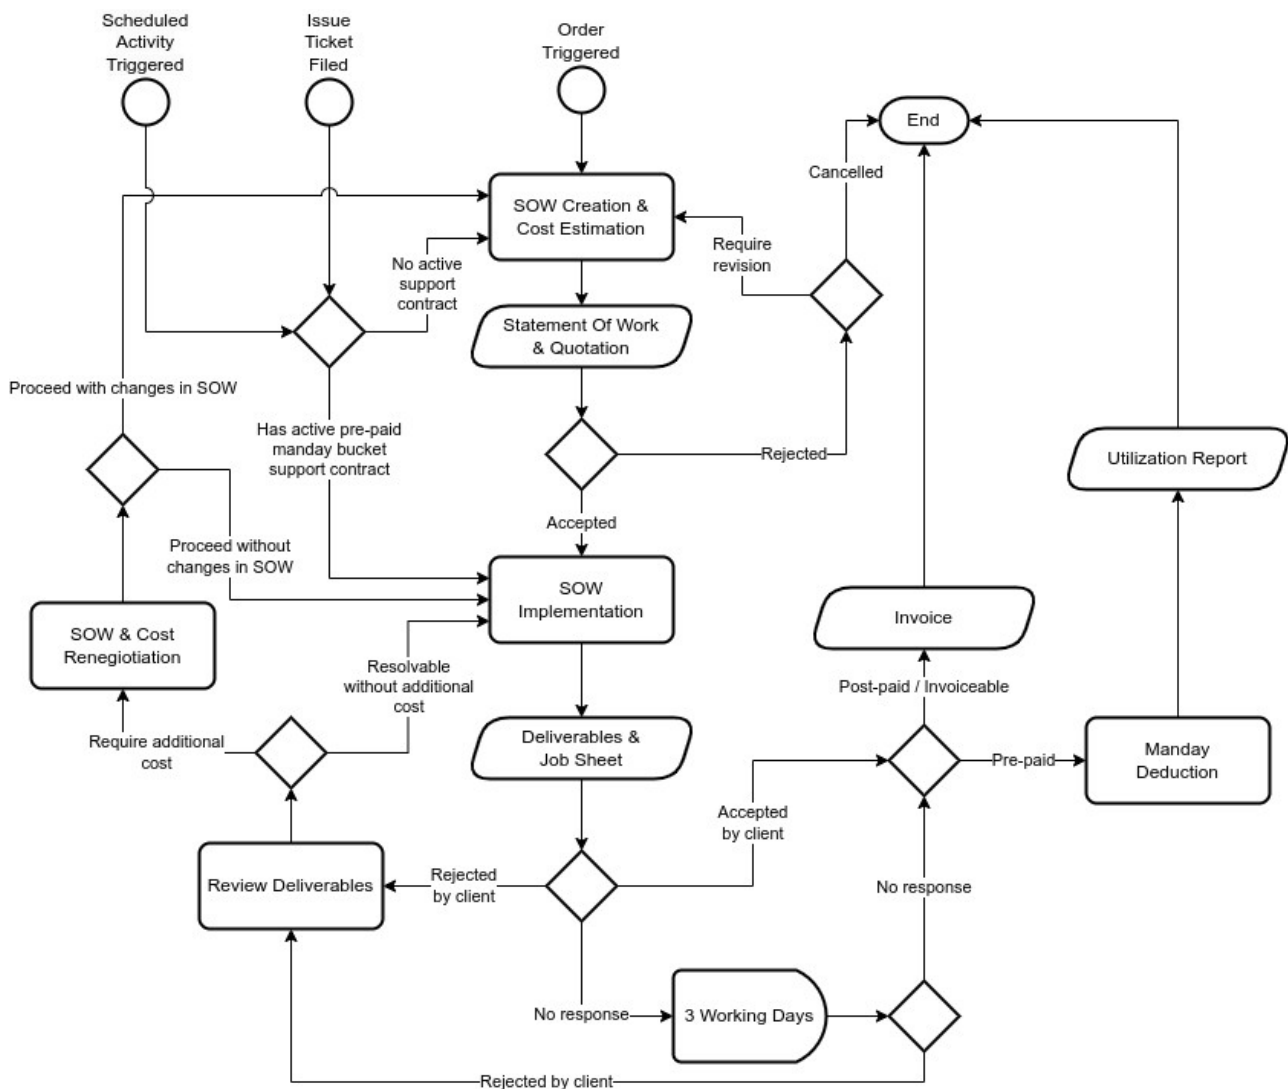 Scheduled
Activity
Triggered
Issue
Ticket
Filed
Order
Triggered
End
Cancelled
SOW Creation &
Cost Estimation
Require
revision
No active
support
contract
Statement Of Work
& Quotation
Proceed with changes in SOW
Has active pre-paid
manday bucket
support contract
Rejected
Utilization Report
Accepted
Proceed without
changes in SOW
SOW
Implementation
Invoice
SOW & Cost
Renegiotiation
Resolvable
without additional
cost
Post-paid / Invoiceable
Require additional
cost
Deliverables &
Job Sheet
Pre-paid
Manday
Deduction
Accepted
by client
Review Deliverables
Rejected
by client
No response
No response
3 Working Days
Rejected by client